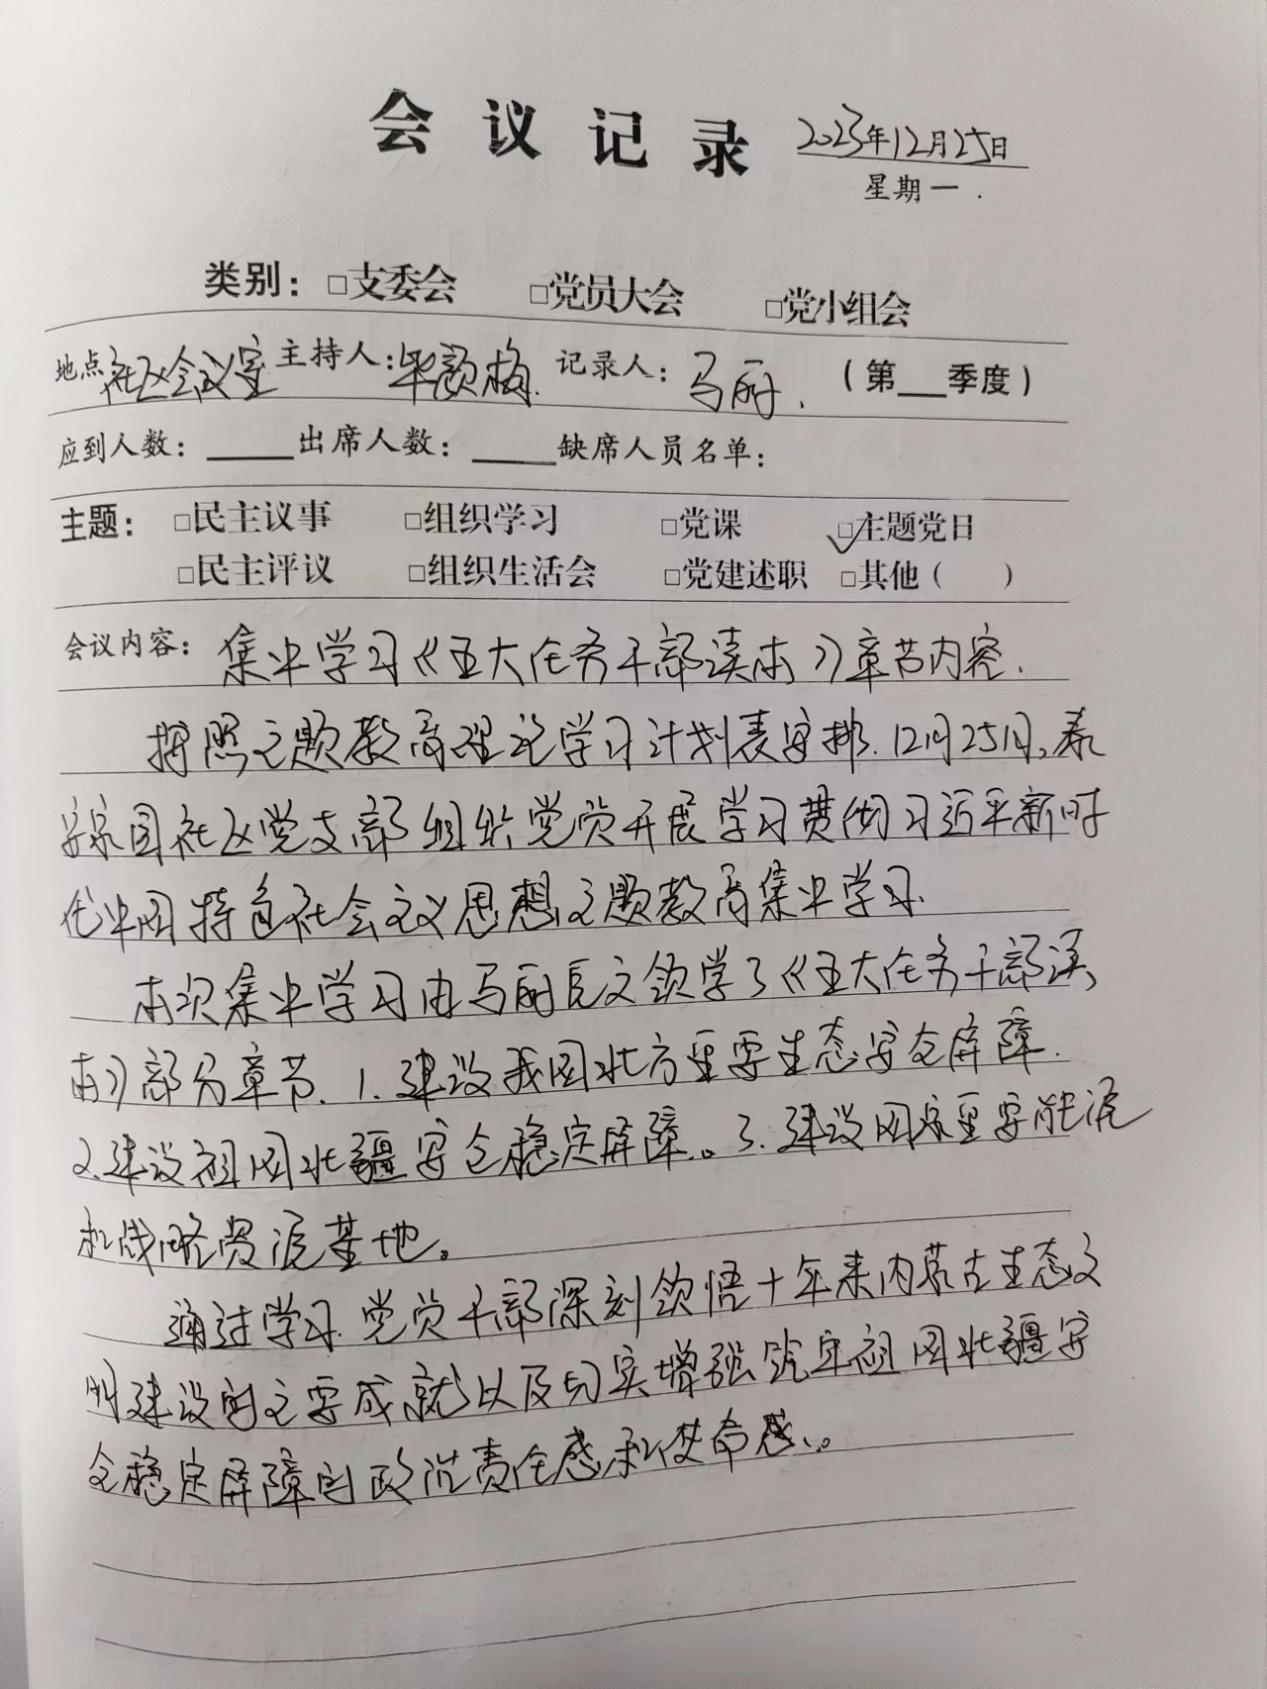 会议记录 2023年12月25日
星期一.
类别: □支委会 □党员大会 □党小组会
地点 社区会议室 主持人: 毕颜梅. 记录人: 马丽. (第___季度)
应到人数: _____ 出席人数: _____ 缺席人员名单:
主题: □民主议事 □组织学习 □党课 ☑主题党日
□民主评议 □组织生活会 □党建述职 □其他( )
会议内容: 集中学习《五大任务干部读本》章节内容.
按照主题教育理论学习计划表安排.12月25日,泰
安家园社区党支部组织党员开展学习贯彻习近平新时
代中国特色社会主义思想主题教育集中学习.
本次集中学习由马丽同志领学了《五大任务干部读
本》部分章节.1.建设我国北方重要生态安全屏障.
2.建设祖国北疆安全稳定屏障。3.建设国家重要能源
和战略资源基地。
通过学习.党员干部深刻领悟十年来内蒙古生态文
明建设的主要成就以及切实增强筑牢祖国北疆安
全稳定屏障的政治责任感和使命感。